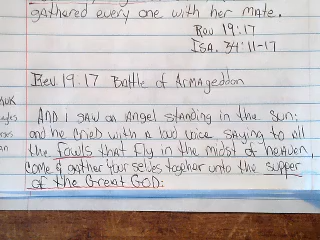 gathered every one with her mate.
Rev 19:17
ISA. 34:11-17
Rev 19:17 Battle of Armageddon
AND I saw an Angel standing in the sun;
and he cried with a loud voice saying to all
the fowls that fly in the midst of heaven,
Come & gather yourselves together unto the supper
of the Great GOD: